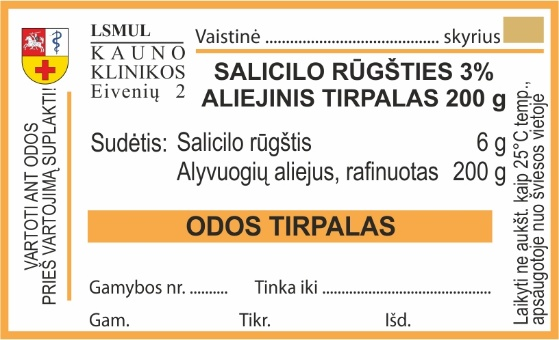 LSMUL
KAUNO
KLINIKOS
Eivenių 2
Vaistinė ........................................ skyrius
SALICILO RŪGŠTIES 3%
ALIEJINIS TIRPALAS 200 g
Sudėtis: Salicilo rūgštis 6 g
Alyvuogių aliejus, rafinuotas 200 g
ODOS TIRPALAS
Gamybos nr. .......... Tinka iki ...........................................
Gam. Tikr. Išd.
VARTOTI ANT ODOS
PRIEŠ VARTOJIMĄ SUPLAKTI!
Laikyti ne aukšt. kaip 25°C temp.,
apsaugotoje nuo šviesos vietoje